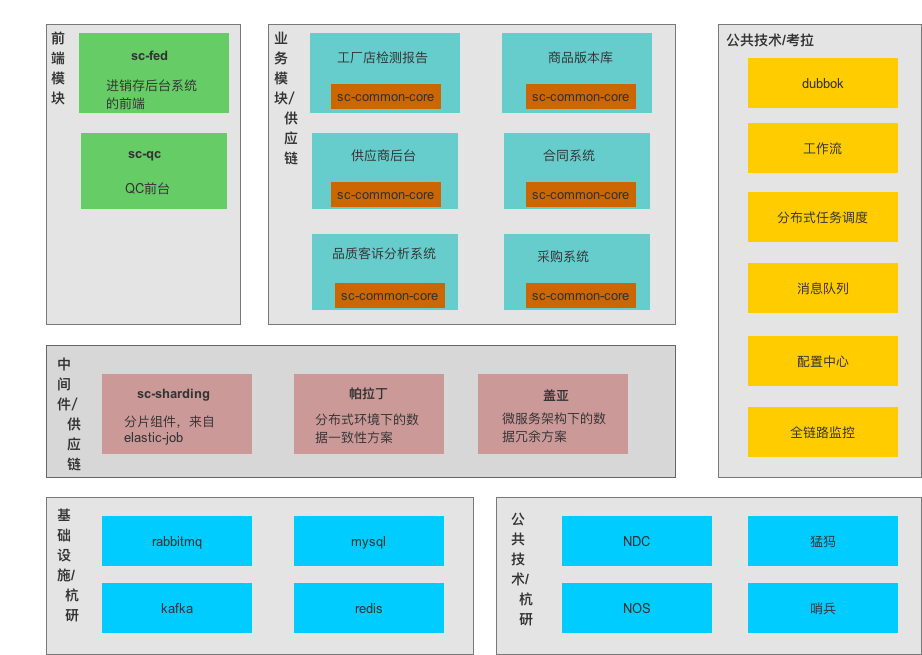 前
端
模
块
sc-fed
进销存后台系统
的前端
sc-qc
QC前台
业
务
模
块/
供
应
链
工厂店检测报告
sc-common-core
商品版本库
sc-common-core
供应商后台
sc-common-core
合同系统
sc-common-core
品质客诉分析系统
sc-common-core
采购系统
sc-common-core
公共技术/考拉
dubbok
工作流
分布式任务调度
消息队列
配置中心
全链路监控
中
间
件/
供
应
链
sc-sharding
分片组件，来自
elastic-job
帕拉丁
分布式环境下的数
据一致性方案
盖亚
微服务架构下的数
据冗余方案
基
础
设
施/
杭
研
rabbitmq
mysql
kafka
redis
公
共
技
术/
杭
研
NDC
猛犸
NOS
哨兵